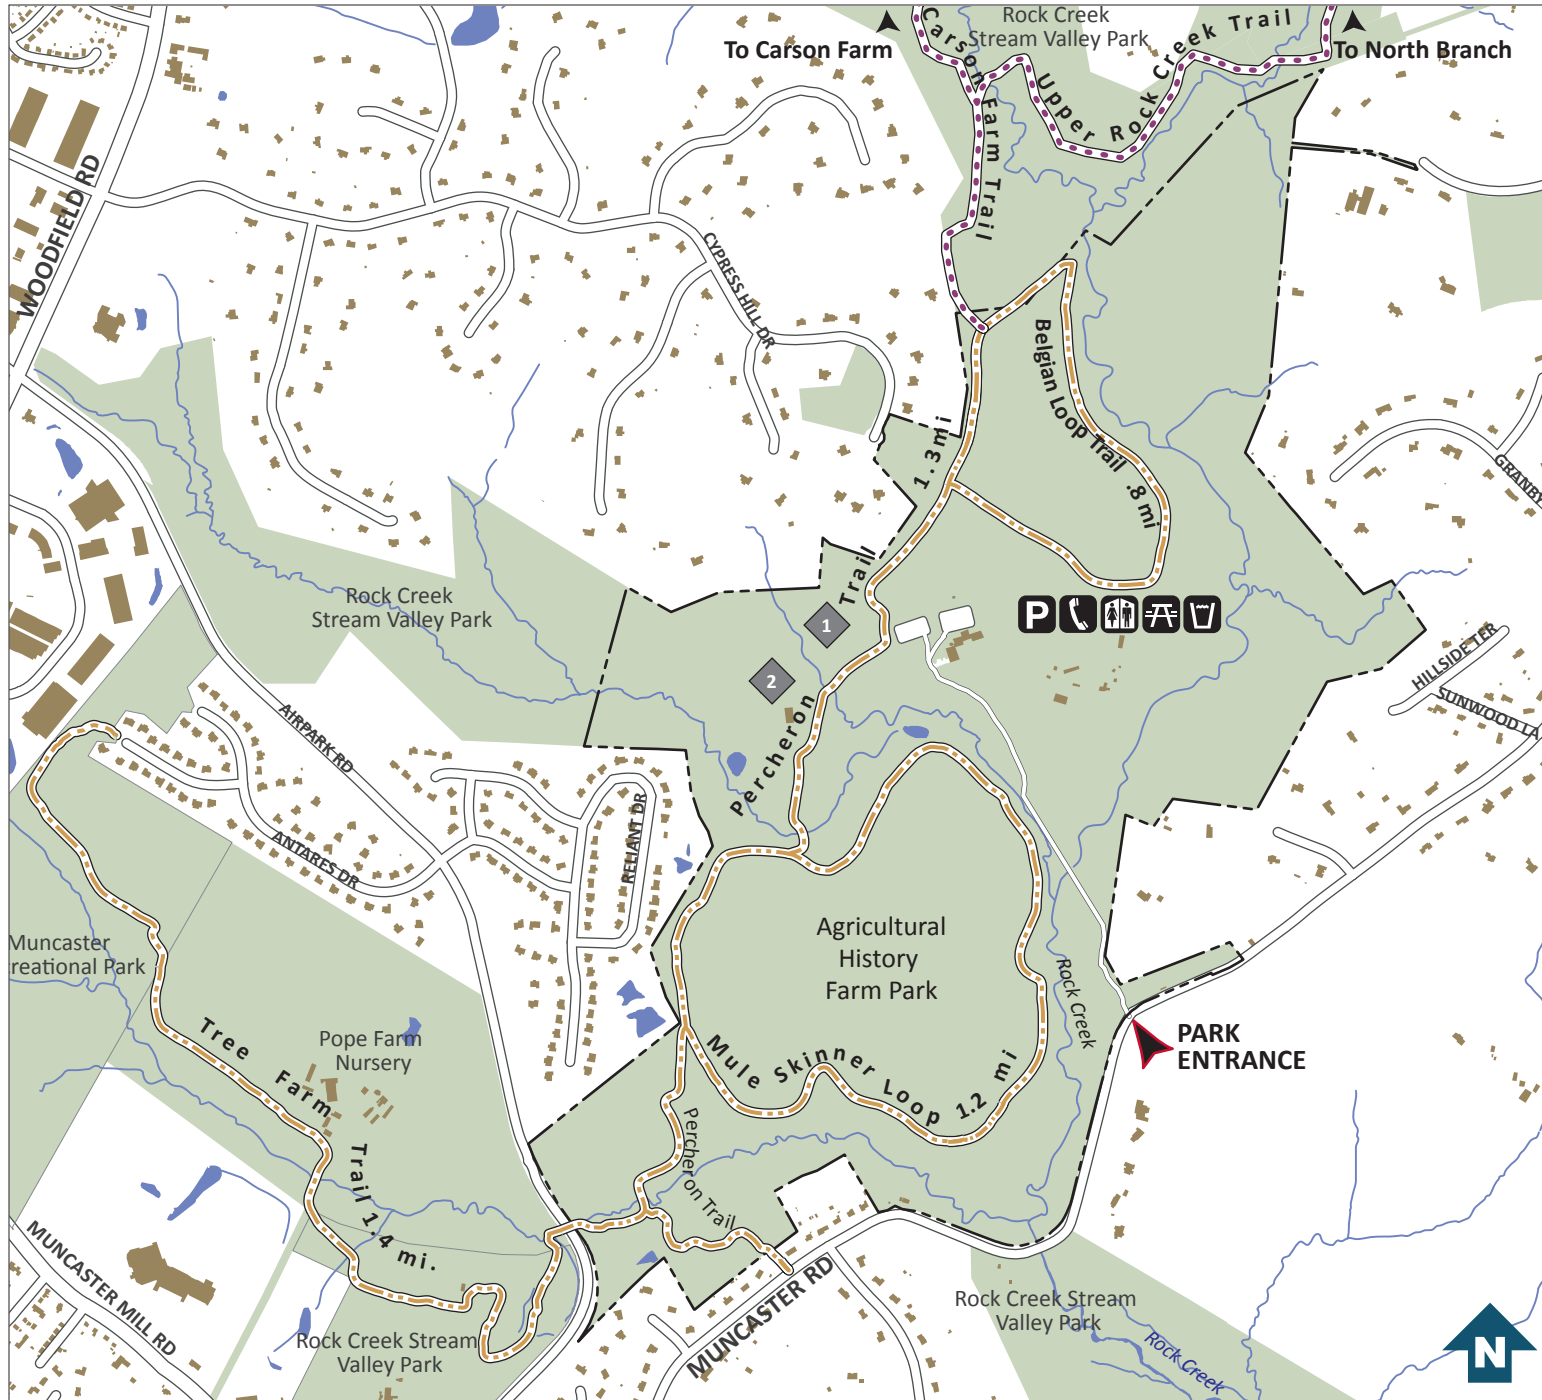 Rock Creek
Stream Valley Park
To Carson Farm
To North Branch
Carson Farm Trail
Upper Rock Creek Trail
WOODFIELD RD
CYPRESS HILL DR
Belgian Loop Trail .8 mi
1.3 mi
GRANBY
Percheron Trail
Rock Creek
Stream Valley Park
1
2
P
HILLSIDE TER
SUNWOOD LA
AIRPARK RD
ANTARES DR
RELIANT DR
Muncaster
creational Park
Agricultural
History
Farm Park
Rock Creek
PARK
ENTRANCE
Pope Farm
Nursery
Tree Farm Trail 1.4 mi.
Mule Skinner Loop 1.2 mi
Percheron Trail
MUNCASTER MILL RD
MUNCASTER RD
Rock Creek Stream
Valley Park
Rock Creek Stream
Valley Park
Rock Creek
N